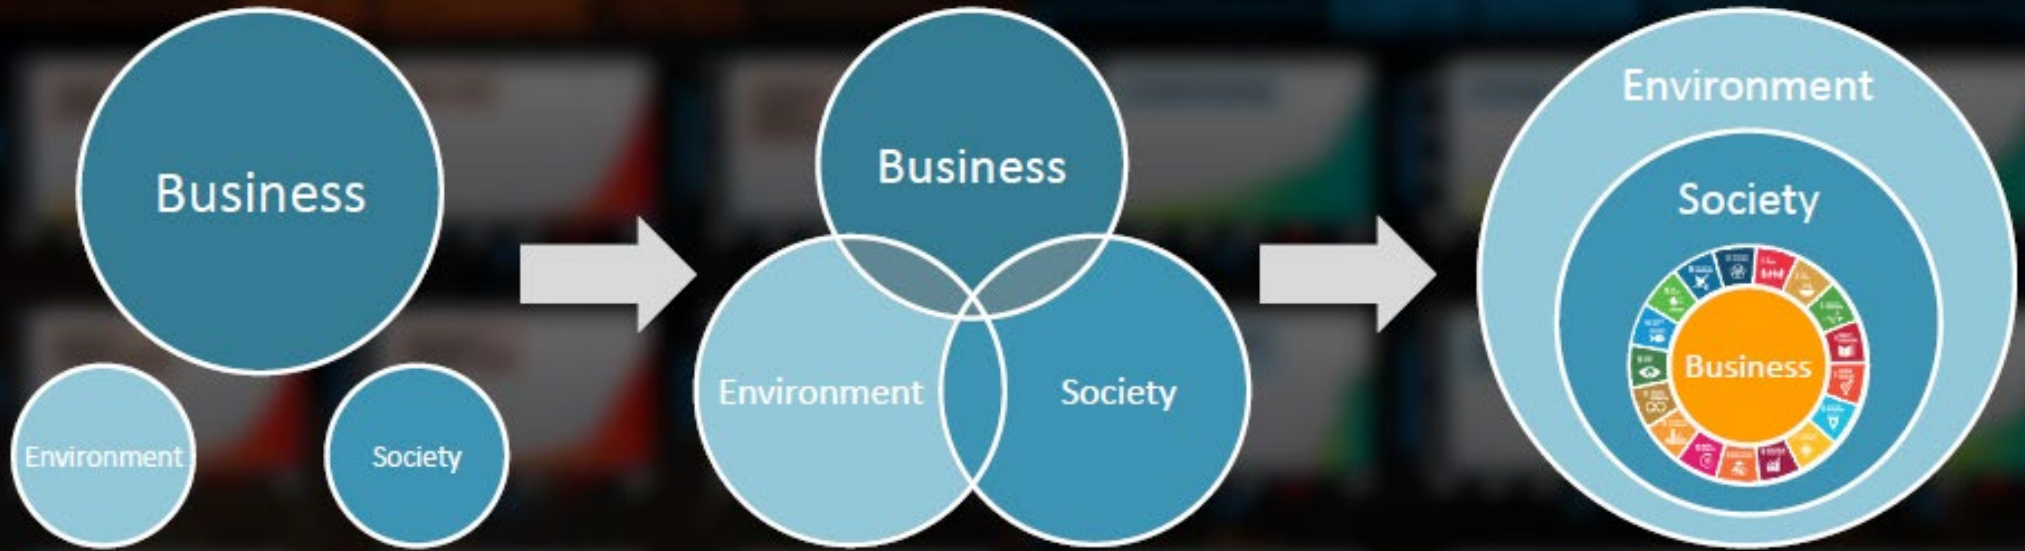 Business
Environment
Society
Business
Environment
Society
Environment
Society
Business